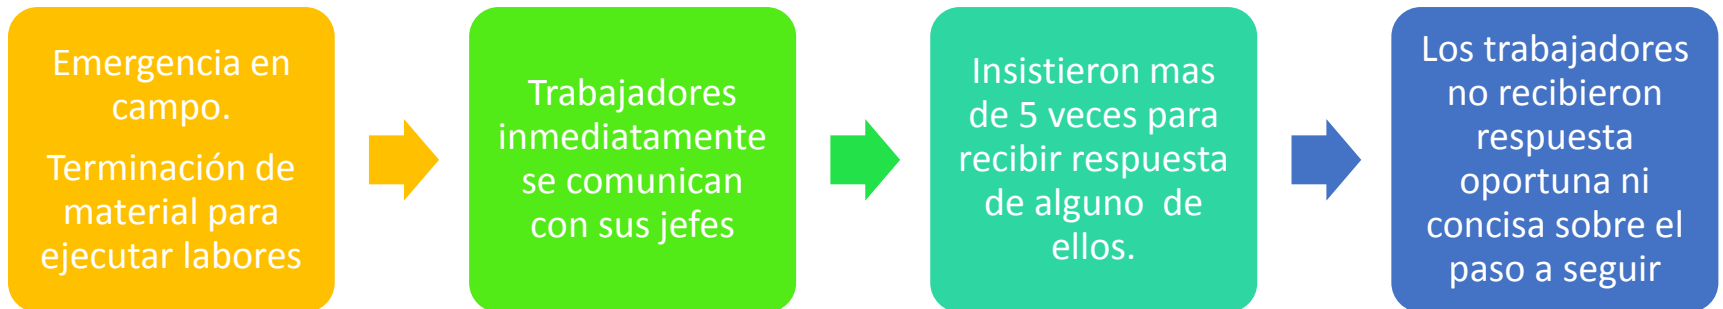 Emergencia en
campo.
Terminación de
material para
ejecutar labores
Trabajadores
inmediatamente
se comunican
con sus jefes
Insistieron mas
de 5 veces para
recibir respuesta
de alguno de
ellos.
Los trabajadores
no recibieron
respuesta
oportuna ni
concisa sobre el
paso a seguir